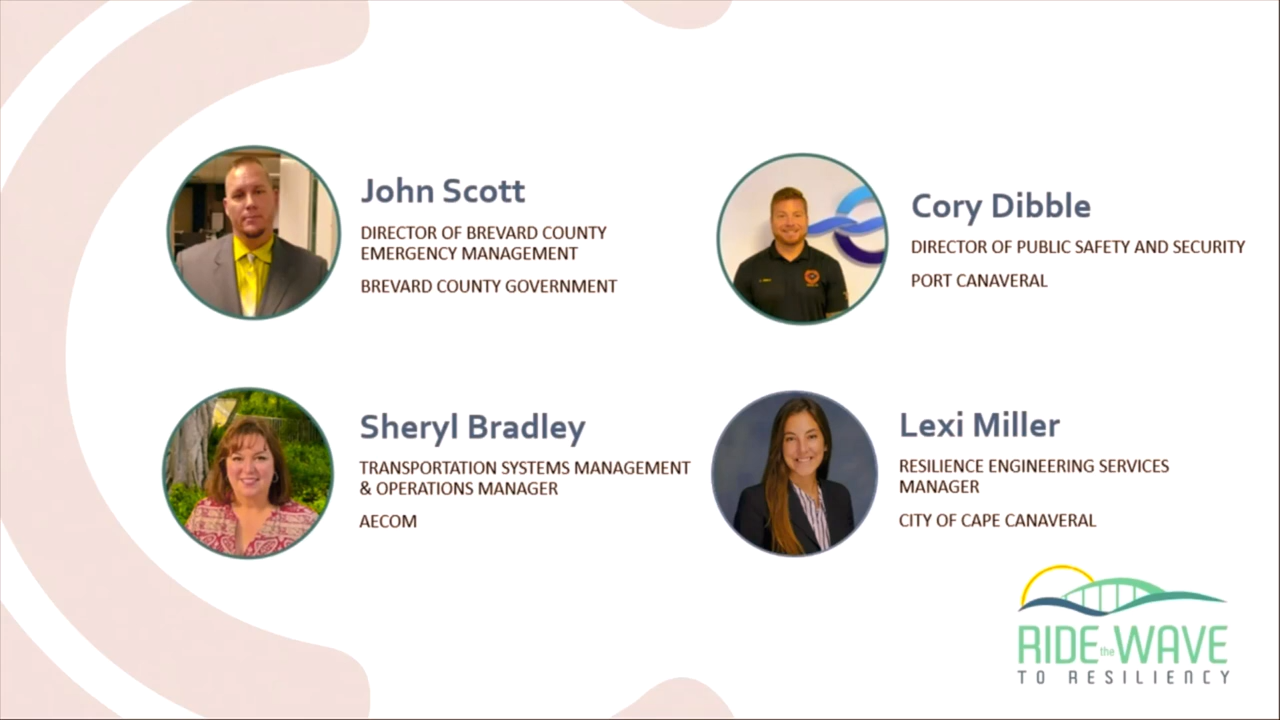 John Scott
DIRECTOR OF BREVARD COUNTY
EMERGENCY MANAGEMENT
BREVARD COUNTY GOVERNMENT
Cory Dibble
DIRECTOR OF PUBLIC SAFETY AND SECURITY
PORT CANAVERAL
Sheryl Bradley
TRANSPORTATION SYSTEMS MANAGEMENT
& OPERATIONS MANAGER
AECOM
Lexi Miller
RESILIENCE ENGINEERING SERVICES
MANAGER
CITY OF CAPE CANAVERAL
RIDE the WAVE
TO RESILIENCY